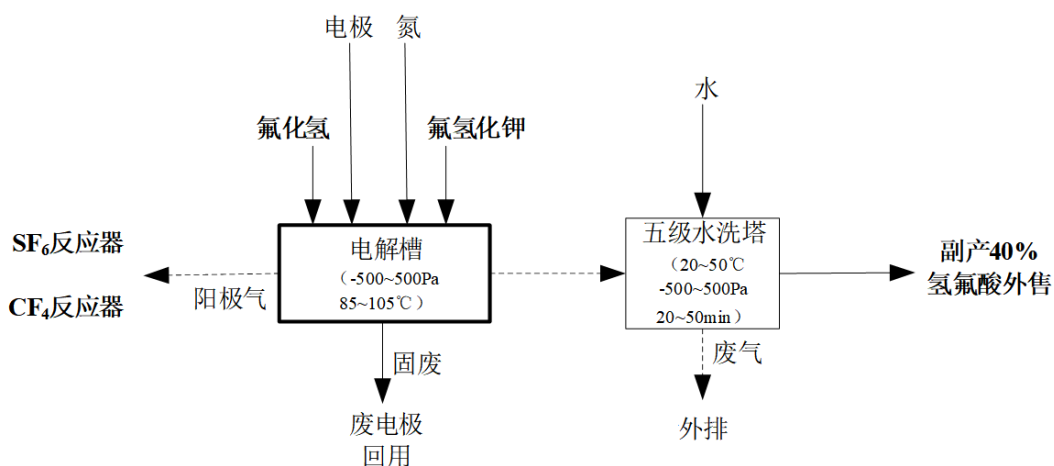 电极 氮
水
氟化氢
氟氢化钾
SF6反应器
CF4反应器
阳极气
电解槽
（-500~500Pa
85~105℃）
五级水洗塔
（20~50℃
-500~500Pa
20~50min）
副产40%
氢氟酸外售
固废
废气
废电极
回用
外排